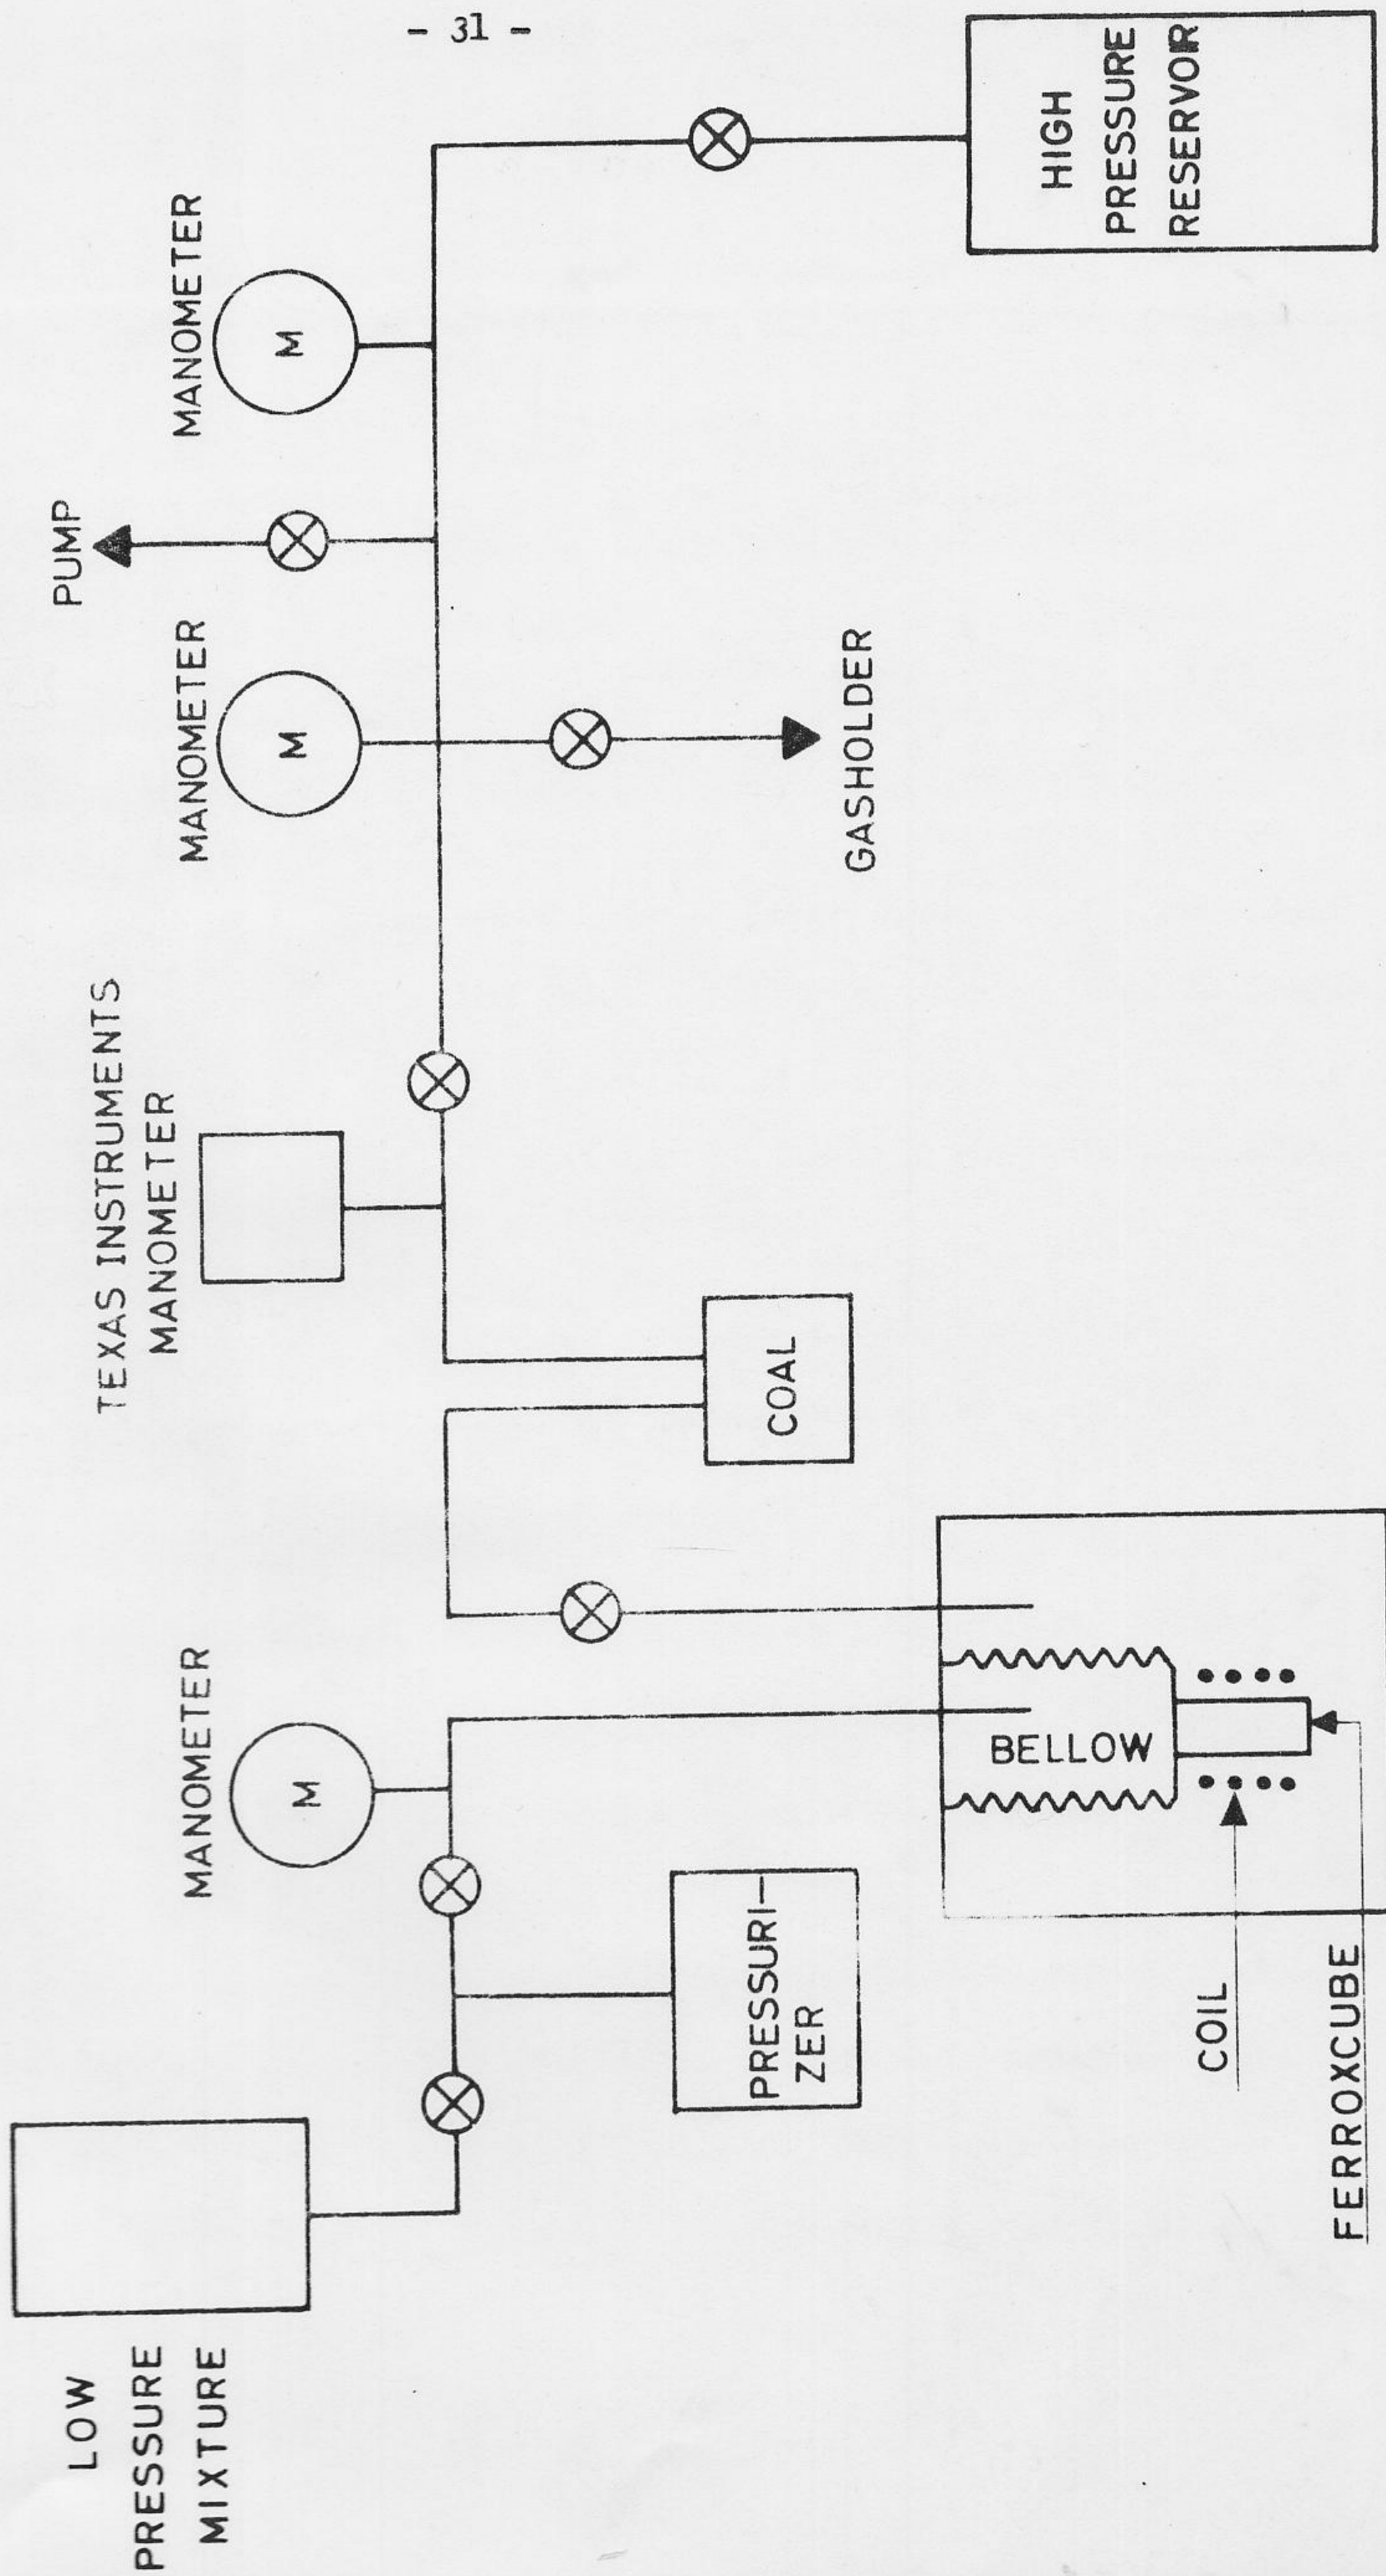 - 31 -
LOW
PRESSURE
MIXTURE
MANOMETER
M
PRESSURI-
ZER
BELLOW
COIL
FERROXCUBE
TEXAS INSTRUMENTS
MANOMETER
COAL
MANOMETER
M
PUMP
GASHOLDER
MANOMETER
M
HIGH
PRESSURE
RESERVOIR